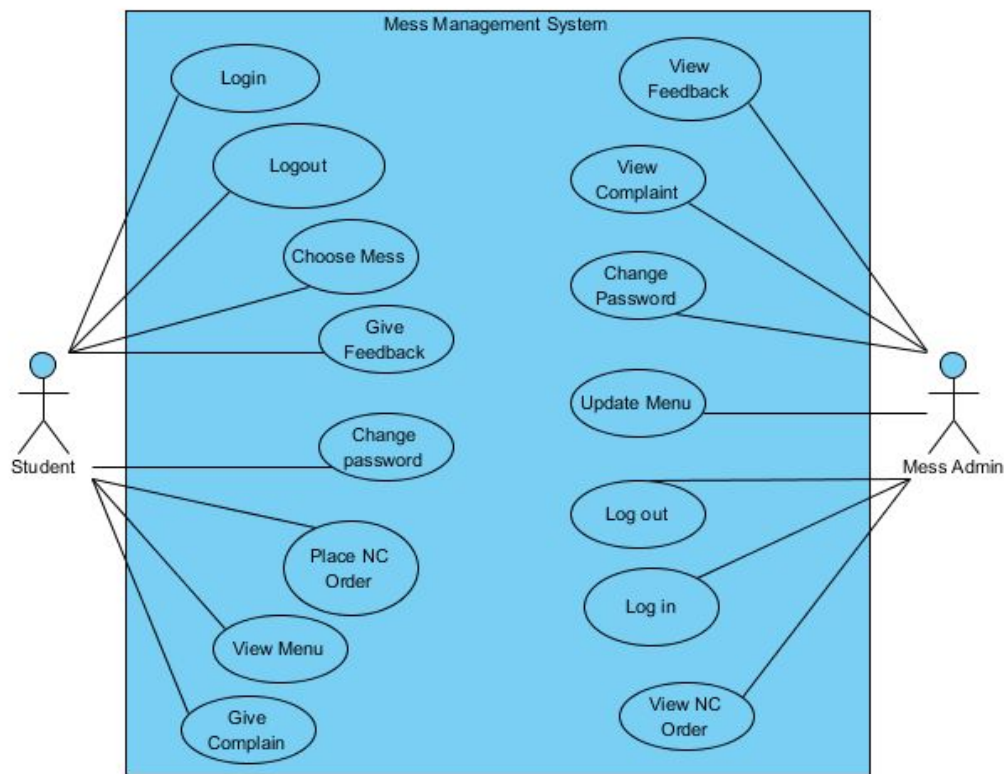 Mess Management System
Login
Logout
Choose Mess
Give
Feedback
Change
password
Place NC
Order
View Menu
Give
Complain
Student
View
Feedback
View
Complaint
Change
Password
Update Menu
Log out
Log in
View NC
Order
Mess Admin